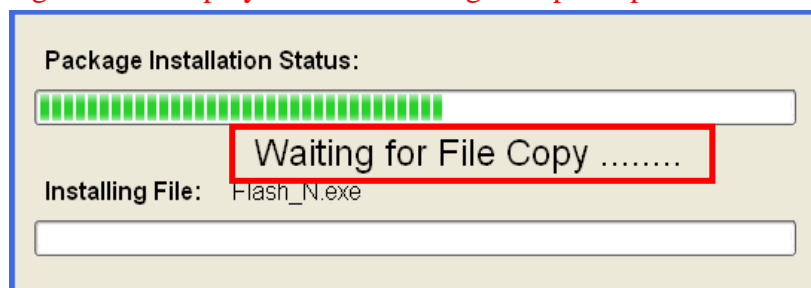 Package Installation Status:
Waiting for File Copy ........
Installing File: Flash_N.exe